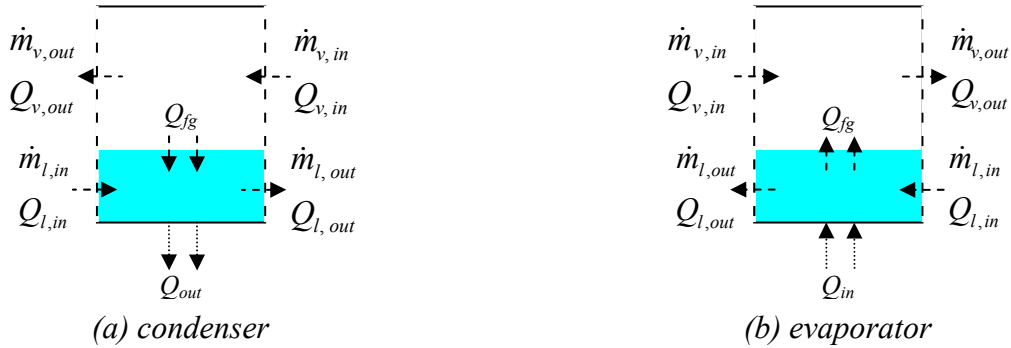 ṁv,out ṁv,in ṁv,in ṁv,out
Qv,out Qv,in Qv,in Qv,out
Qfg Qfg
ṁl,in ṁl,out ṁl,out ṁl,in
Ql,in Ql,out Ql,out Ql,in
Qout Qin
(a) condenser (b) evaporator